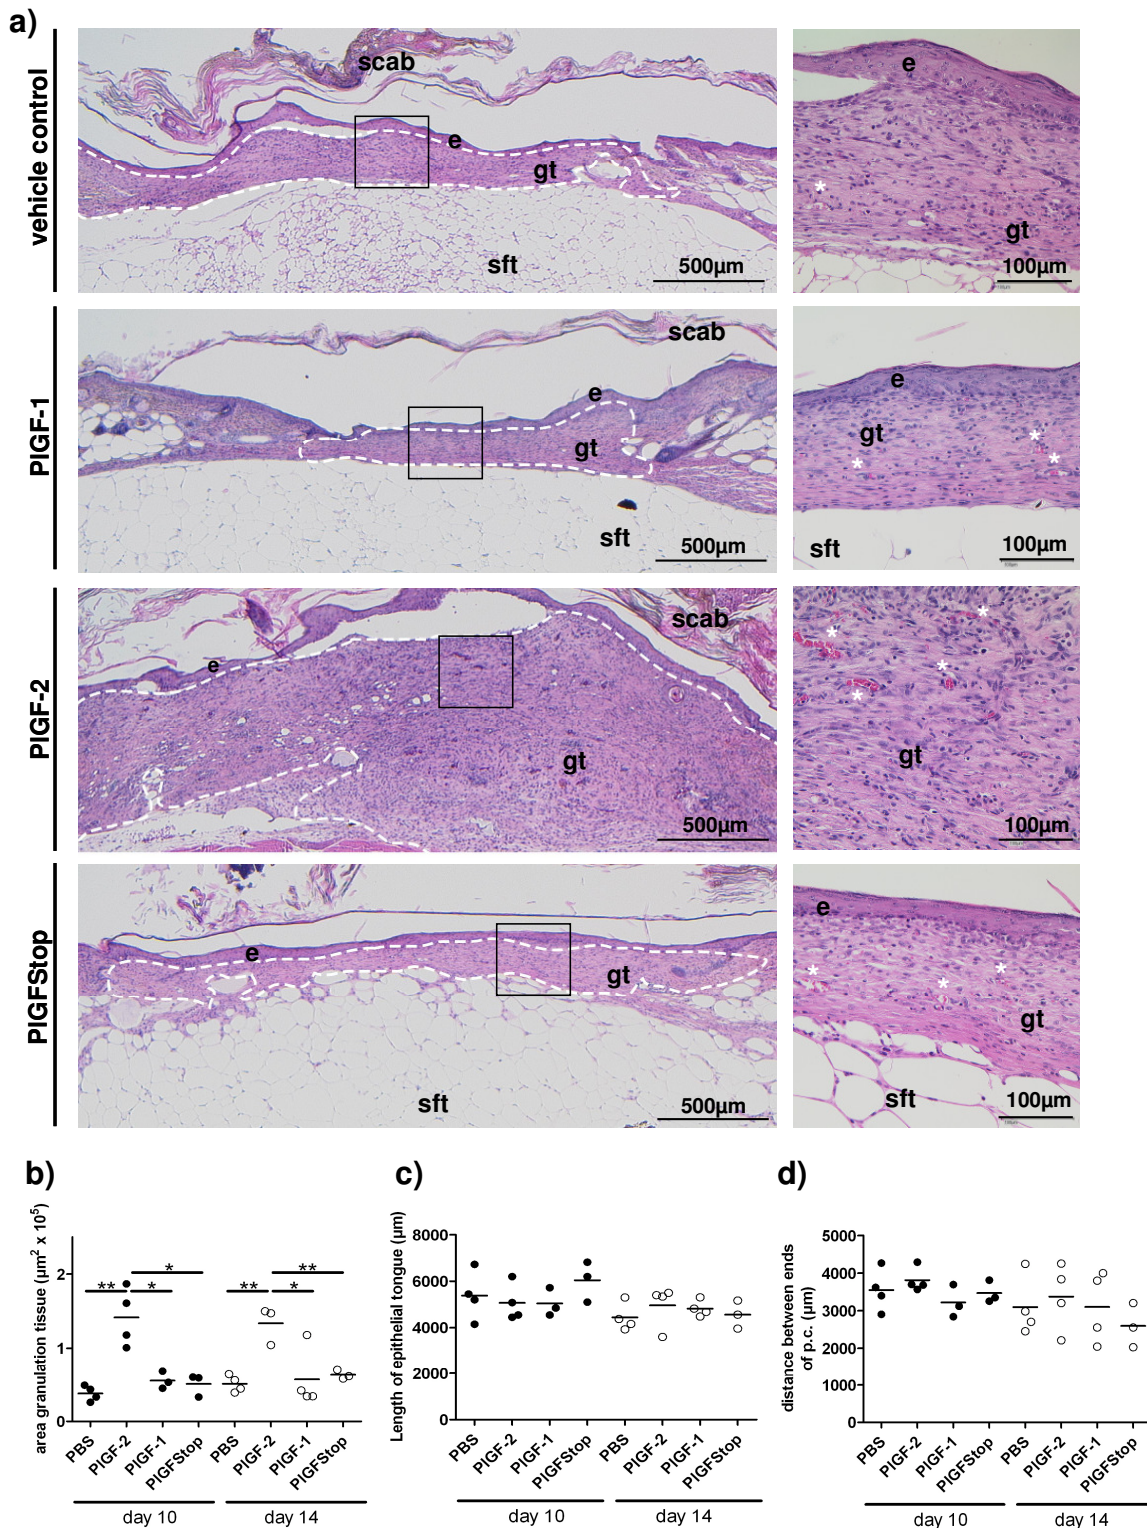 a)
vehicle control
scab
e
gt
sft
500µm
e
*
gt
100µm
PlGF-1
scab
e
gt
sft
500µm
e
gt
*
*
*
sft
100µm
PlGF-2
scab
e
gt
500µm
*
*
*
*
gt
100µm
PlGFStop
e
gt
sft
500µm
e
*
*
*
gt
sft
100µm
b)
area granulation tissue (µm² x 10⁵)
2
1
0
** * *
** * **
PBS PlGF-2 PlGF-1 PlGFStop PBS PlGF-2 PlGF-1 PlGFStop
day 10 day 14
c)
Length of epithelial tongue (µm)
8000
6000
4000
2000
0
PBS PlGF-2 PlGF-1 PlGFStop PBS PlGF-2 PlGF-1 PlGFStop
day 10 day 14
d)
distance between ends
of p.c. (µm)
5000
4000
3000
2000
1000
0
PBS PlGF-2 PlGF-1 PlGFStop PBS PlGF-2 PlGF-1 PlGFStop
day 10 day 14